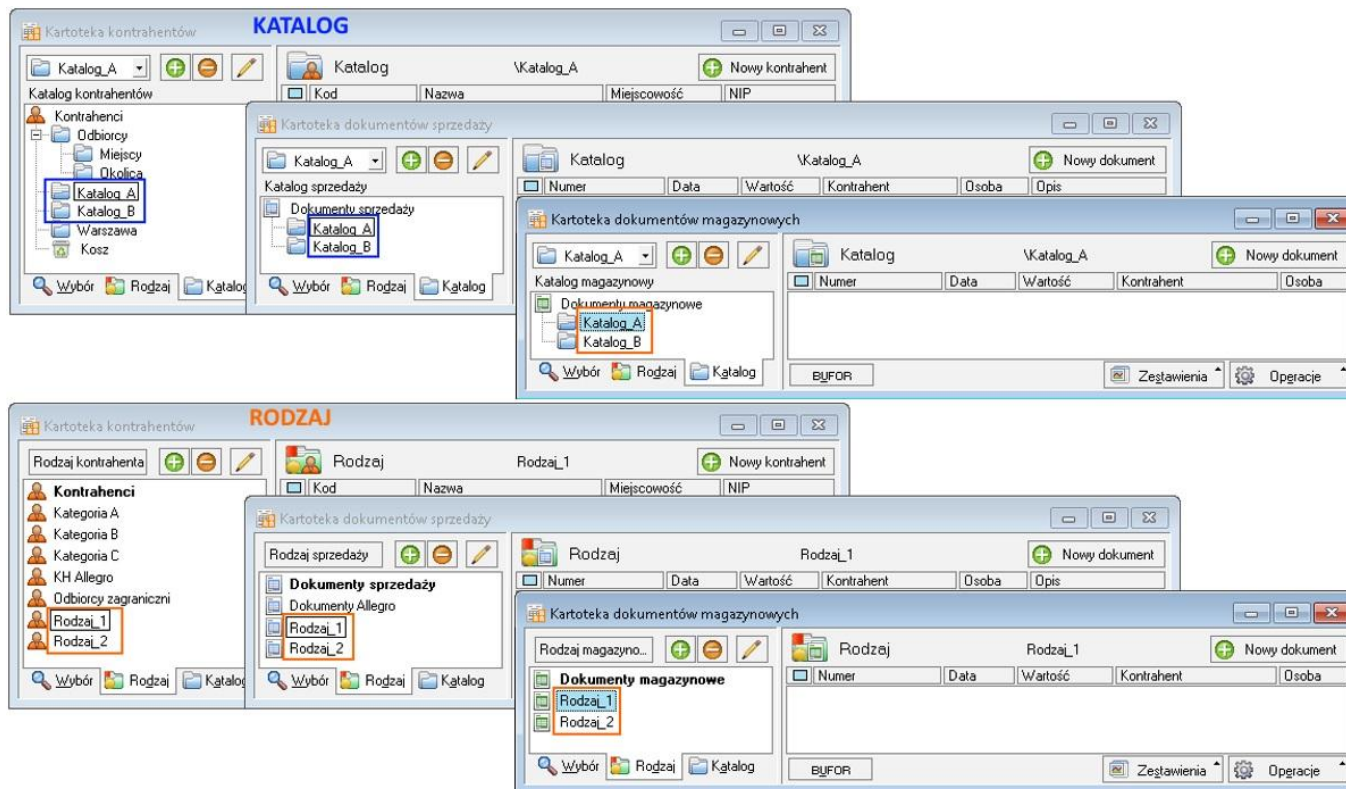 KATALOG
Kartoteka kontrahentów
Katalog_A
Katalog
\Katalog_A
Nowy kontrahent
Katalog kontrahentów
Kod Nazwa Miejscowość NIP
Kontrahenci
Odbiorcy
Miejscy
Okolica
Katalog_A
Katalog_B
Warszawa
Kosz
Wybór Rodzaj Katalog
Kartoteka dokumentów sprzedaży
Katalog_A
Katalog
\Katalog_A
Nowy dokument
Katalog sprzedaży
Numer Data Wartość Kontrahent Osoba Opis
Dokumenty sprzedaży
Katalog_A
Katalog_B
Wybór Rodzaj Katalog
Kartoteka dokumentów magazynowych
Katalog_A
Katalog
\Katalog_A
Nowy dokument
Katalog magazynowy
Numer Data Wartość Kontrahent Osoba
Dokumenty magazynowe
Katalog_A
Katalog_B
Wybór Rodzaj Katalog
BUFOR
Zestawienia
Operacje
RODZAJ
Kartoteka kontrahentów
Rodzaj kontrahenta
Rodzaj
Rodzaj_1
Nowy kontrahent
Kod Nazwa Miejscowość NIP
Kontrahenci
Kategoria A
Kategoria B
Kategoria C
KH Allegro
Odbiorcy zagraniczni
Rodzaj_1
Rodzaj_2
Wybór Rodzaj Katalog
Kartoteka dokumentów sprzedaży
Rodzaj sprzedaży
Rodzaj
Rodzaj_1
Nowy dokument
Numer Data Wartość Kontrahent Osoba Opis
Dokumenty sprzedaży
Dokumenty Allegro
Rodzaj_1
Rodzaj_2
Wybór Rodzaj Katalog
Kartoteka dokumentów magazynowych
Rodzaj magazyno...
Rodzaj
Rodzaj_1
Nowy dokument
Numer Data Wartość Kontrahent Osoba
Dokumenty magazynowe
Rodzaj_1
Rodzaj_2
Wybór Rodzaj Katalog
BUFOR
Zestawienia
Operacje